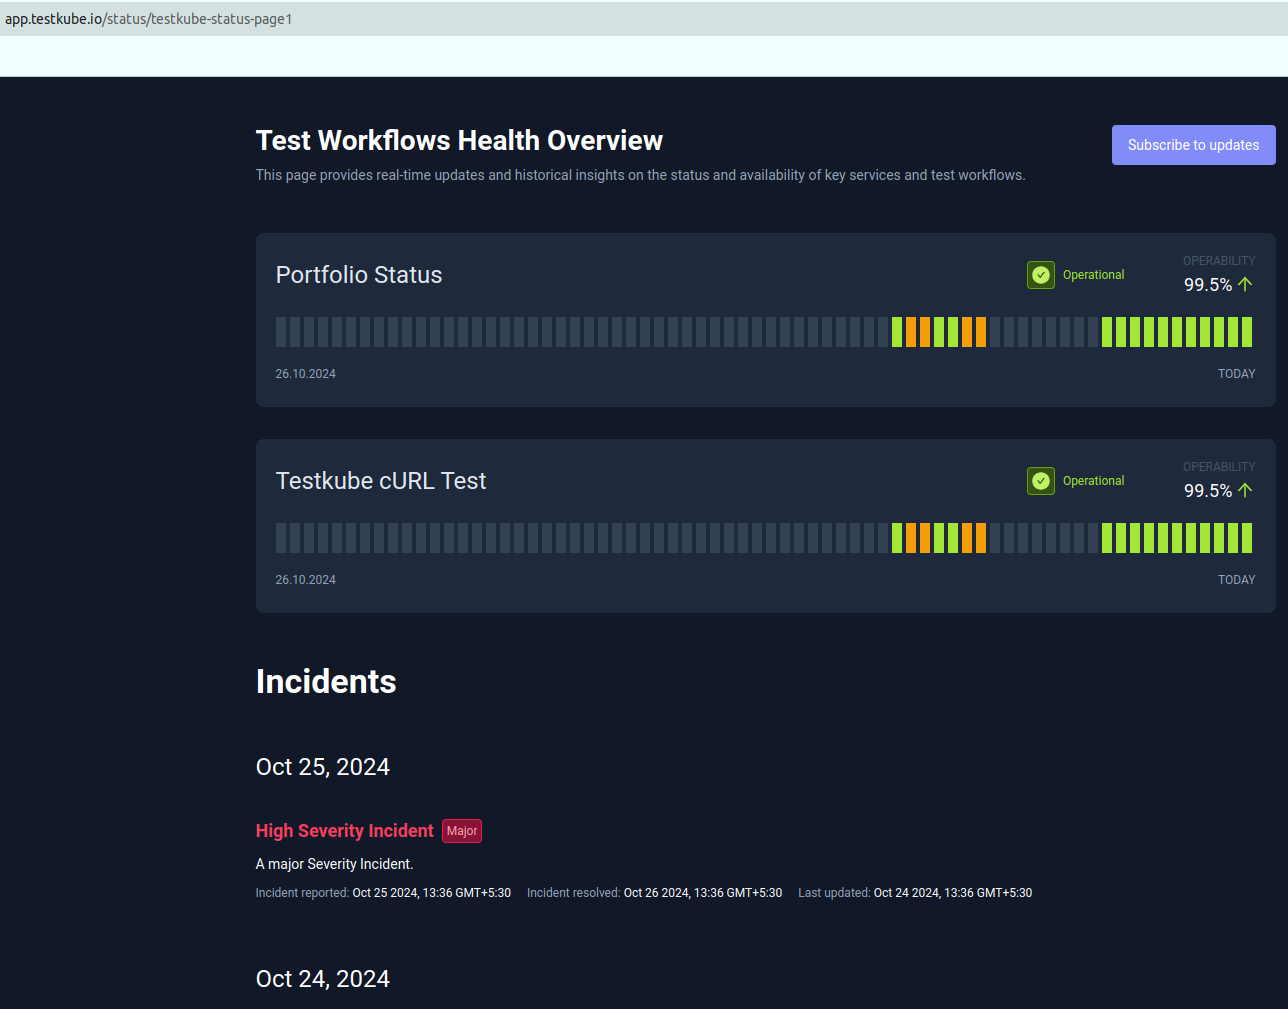 app.testkube.io/status/testkube-status-page1
Test Workflows Health Overview
Subscribe to updates
This page provides real-time updates and historical insights on the status and availability of key services and test workflows.
Portfolio Status
Operational
OPERABILITY
99.5%
26.10.2024
TODAY
Testkube cURL Test
Operational
OPERABILITY
99.5%
26.10.2024
TODAY
Incidents
Oct 25, 2024
High Severity Incident Major
A major Severity Incident.
Incident reported: Oct 25 2024, 13:36 GMT+5:30 Incident resolved: Oct 26 2024, 13:36 GMT+5:30 Last updated: Oct 24 2024, 13:36 GMT+5:30
Oct 24, 2024